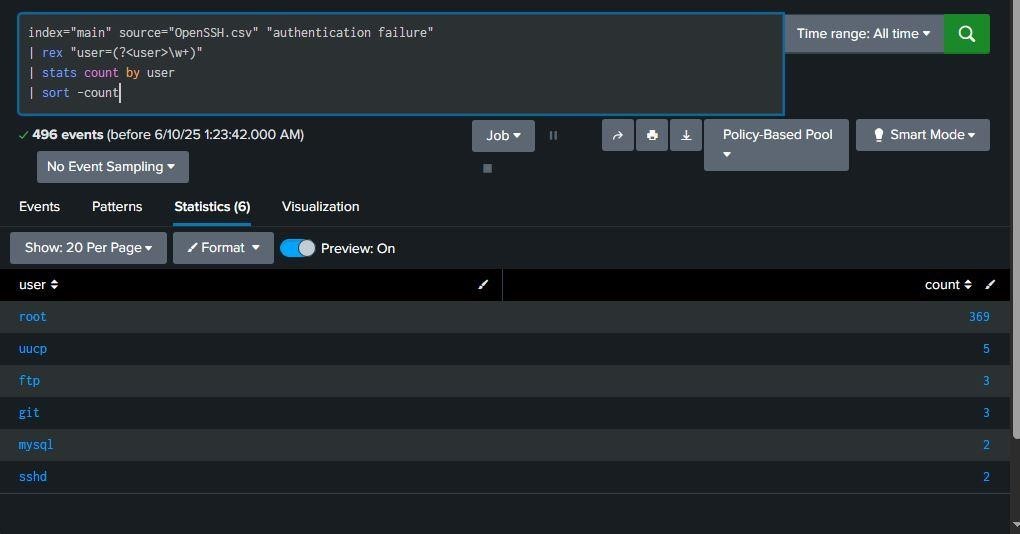 index="main" source="OpenSSH.csv" "authentication failure"
| rex "user=(?<user>\w+)"
| stats count by user
| sort -count
Time range: All time
496 events (before 6/10/25 1:23:42.000 AM)
Job
Policy-Based Pool
Smart Mode
No Event Sampling
Events Patterns Statistics (6) Visualization
Show: 20 Per Page Format Preview: On
user count
root 369
uucp 5
ftp 3
git 3
mysql 2
sshd 2